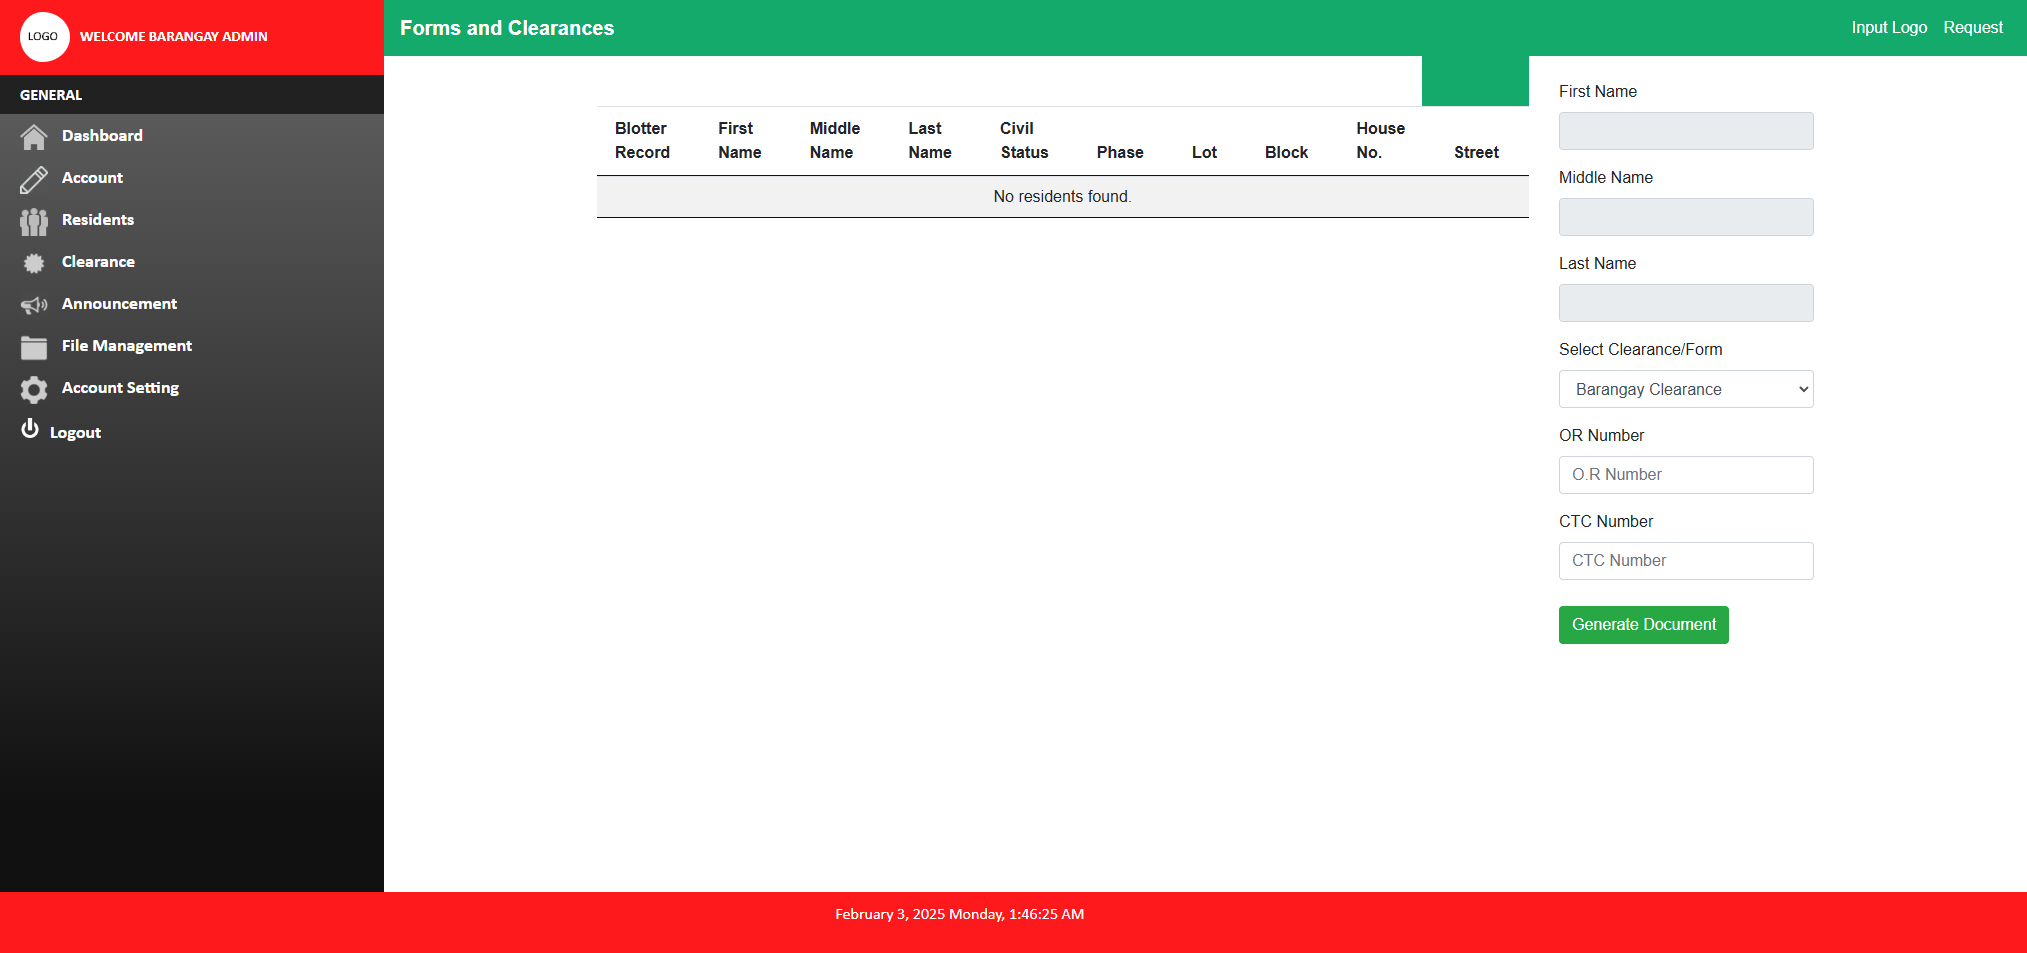 LOGO
WELCOME BARANGAY ADMIN
GENERAL
Dashboard
Account
Residents
Clearance
Announcement
File Management
Account Setting
Logout
Forms and Clearances
Input Logo Request
Blotter Record First Name Middle Name Last Name Civil Status Phase Lot Block House No. Street
No residents found.
First Name
Middle Name
Last Name
Select Clearance/Form
Barangay Clearance
OR Number
O.R Number
CTC Number
CTC Number
Generate Document
February 3, 2025 Monday, 1:46:25 AM